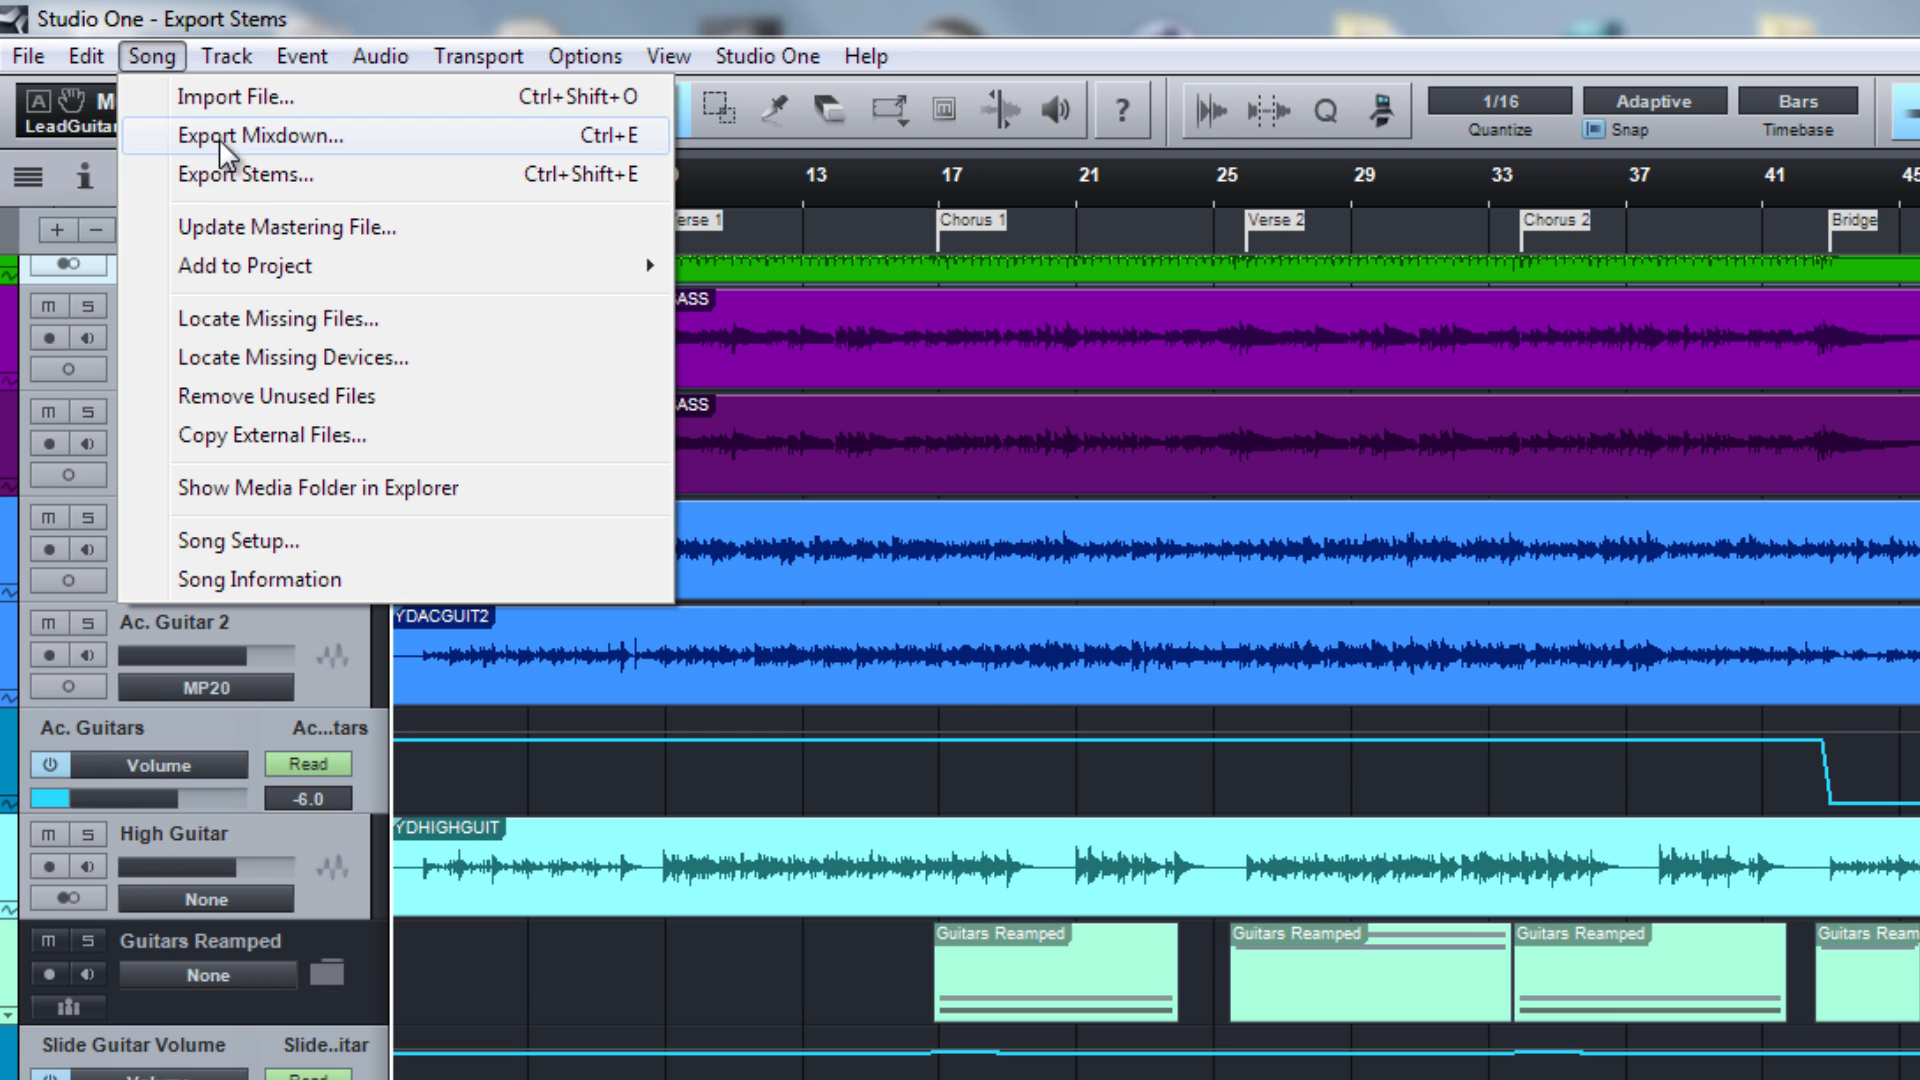 Studio One - Export Stems
File Edit Song Track Event Audio Transport Options View Studio One Help
Import File... Ctrl+Shift+O
Export Mixdown... Ctrl+E
Export Stems... Ctrl+Shift+E
Update Mastering File...
Add to Project
Locate Missing Files...
Locate Missing Devices...
Remove Unused Files
Copy External Files...
Show Media Folder in Explorer
Song Setup...
Song Information
A M
LeadGuitar
? Q
1/16 Adaptive Bars
Quantize Snap Timebase
13 17 21 25 29 33 37 41 45
+ - erse 1 Chorus 1 Verse 2 Chorus 2 Bridge
m s ASS
m s ASS
m s
m s Ac. Guitar 2 YDACGUIT2
MP20
Ac. Guitars Ac...tars
Volume Read
-6.0
m s High Guitar YDHIGHGUIT
None
m s Guitars Reamped Guitars Reamped Guitars Reamped Guitars Reamped Guitars Ream
None
Slide Guitar Volume Slide..itar
Volume Read